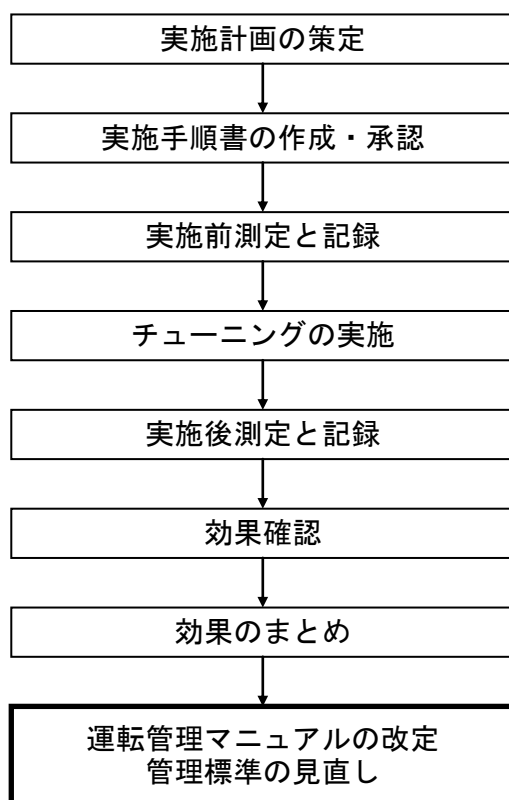 実施計画の策定
実施手順書の作成・承認
実施前測定と記録
チューニングの実施
実施後測定と記録
効果確認
効果のまとめ
運転管理マニュアルの改定
管理標準の見直し